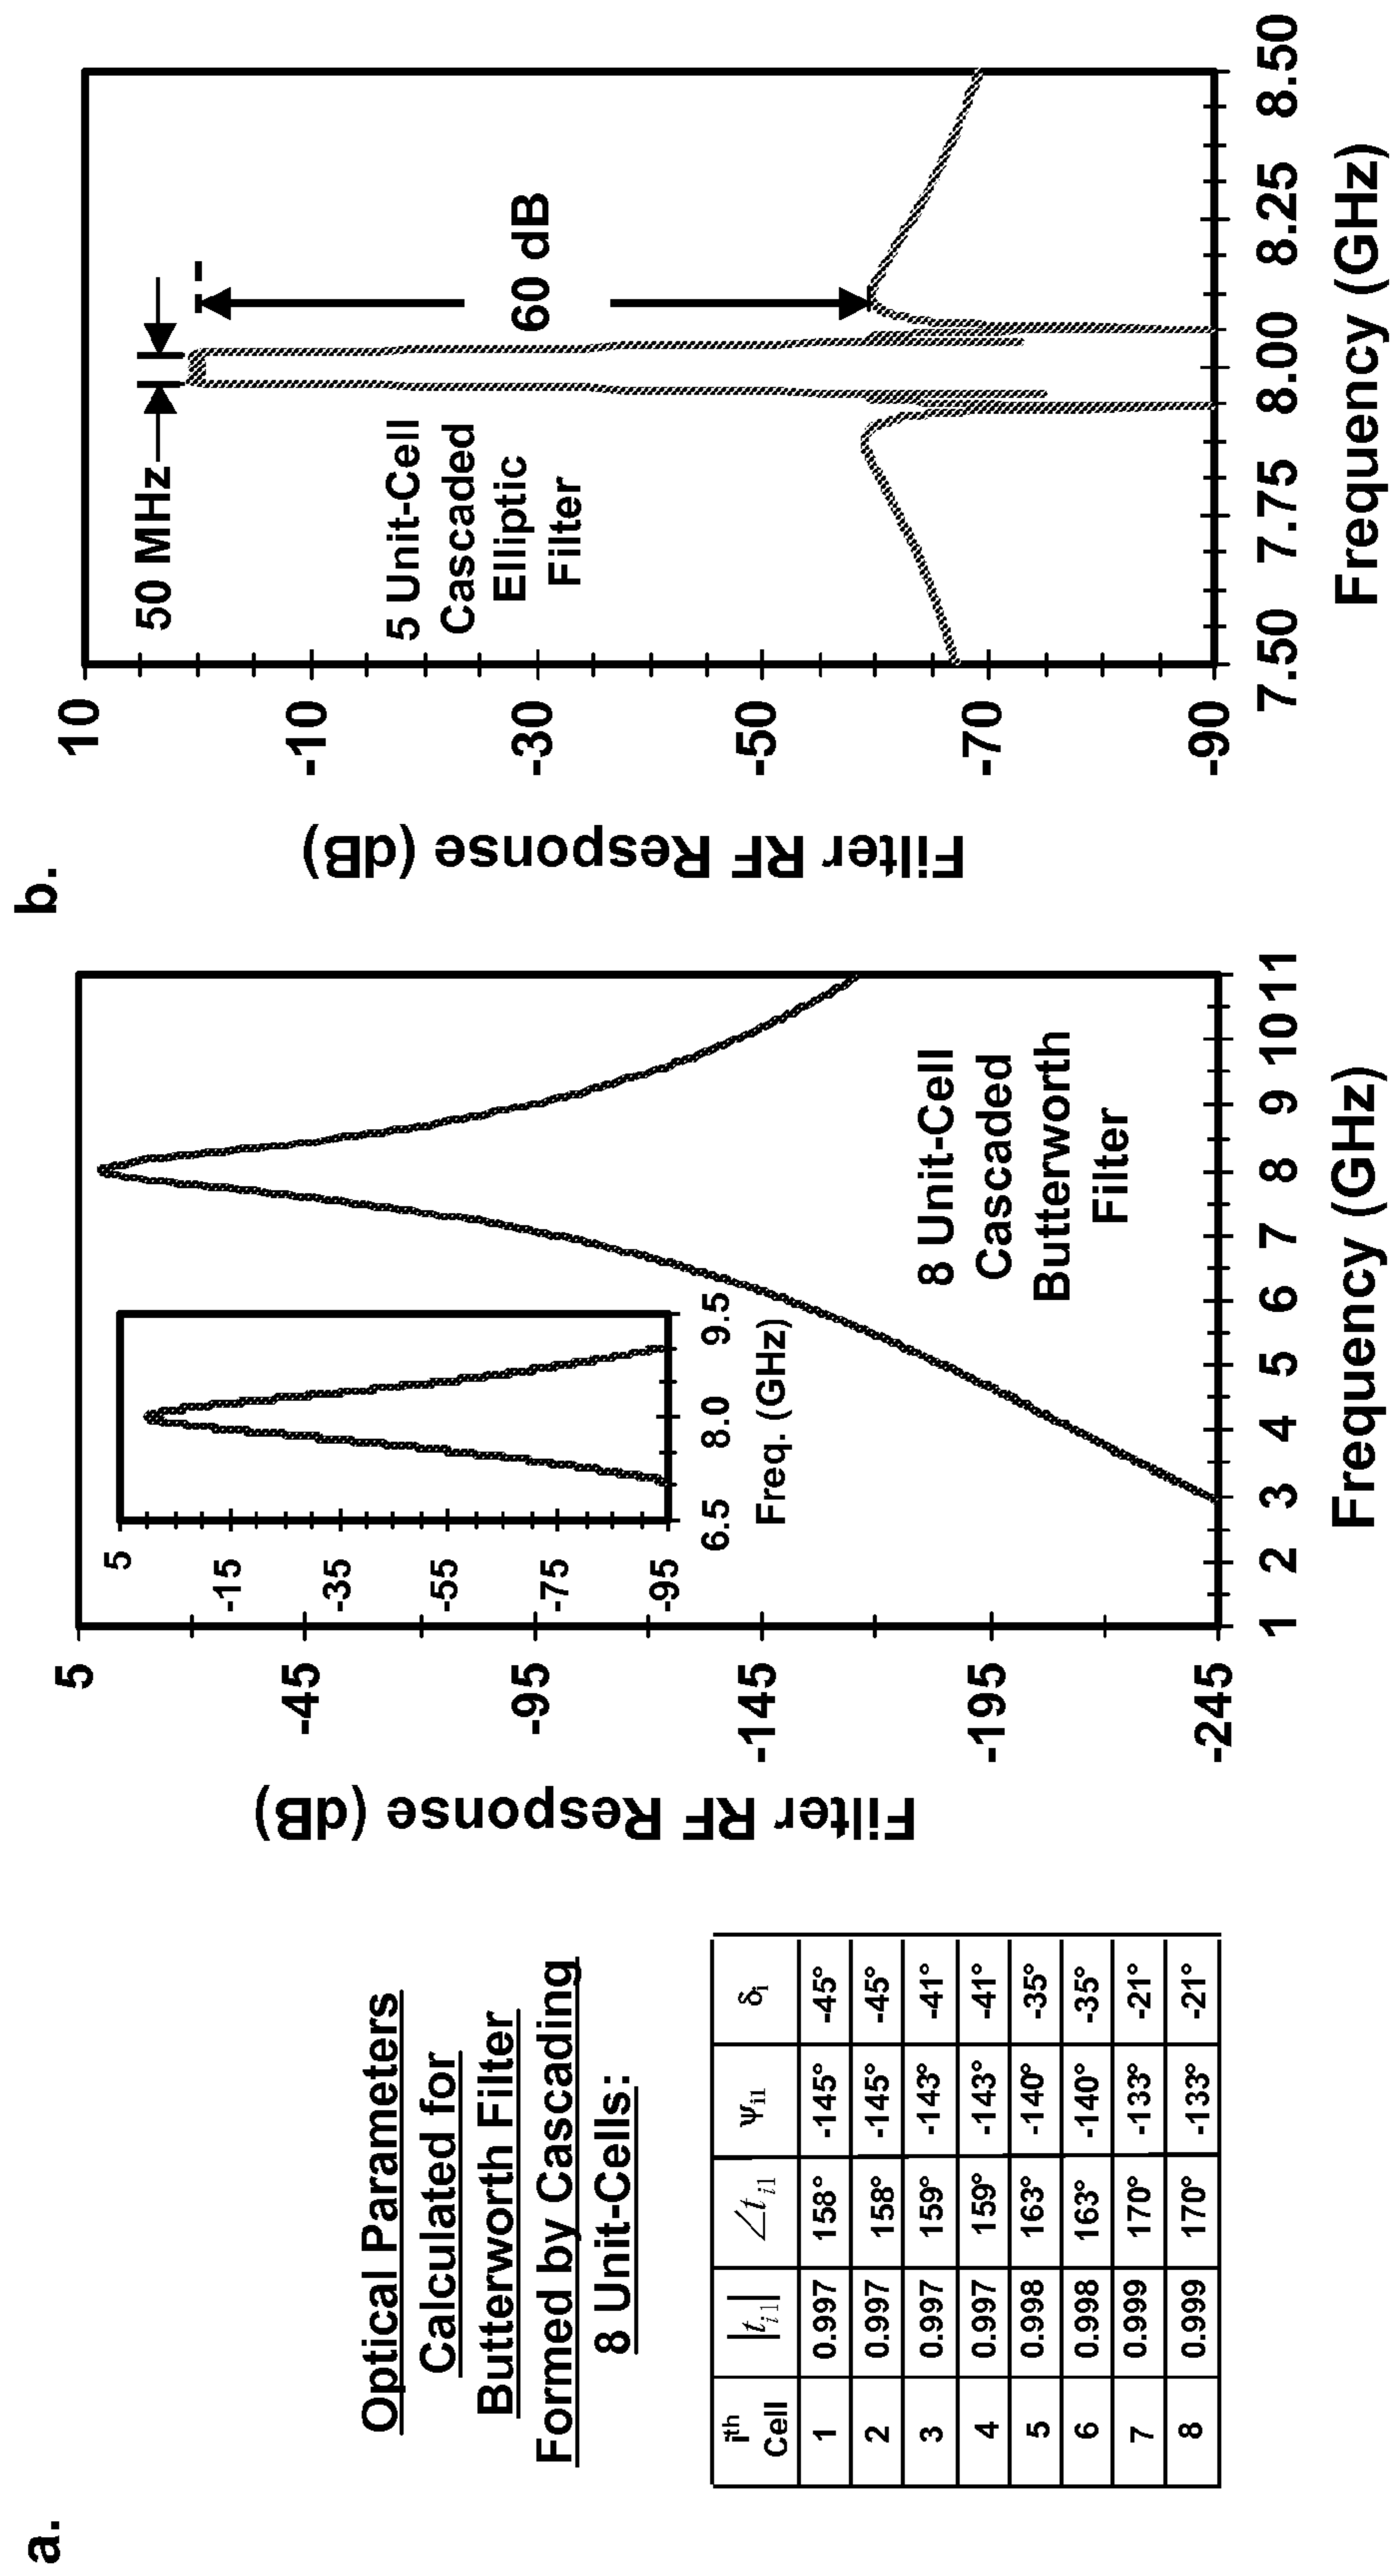 a.
Optical Parameters
Calculated for
Butterworth Filter
Formed by Cascading
8 Unit-Cells:
ith Cell |t_i1| ∠t_i1 ψ_i1 δ_i
1 0.997 158° -145° -45°
2 0.997 158° -145° -45°
3 0.997 159° -143° -41°
4 0.997 159° -143° -41°
5 0.998 163° -140° -35°
6 0.998 163° -140° -35°
7 0.999 170° -133° -21°
8 0.999 170° -133° -21°
Filter RF Response (dB)
5
-45
-95
-145
-195
-245
1 2 3 4 5 6 7 8 9 10 11
Frequency (GHz)
5
-15
-35
-55
-75
-95
6.5 8.0 9.5
Freq. (GHz)
8 Unit-Cell
Cascaded
Butterworth
Filter
b.
Filter RF Response (dB)
10
-10
-30
-50
-70
-90
7.50 7.75 8.00 8.25 8.50
Frequency (GHz)
50 MHz
60 dB
5 Unit-Cell
Cascaded
Elliptic
Filter